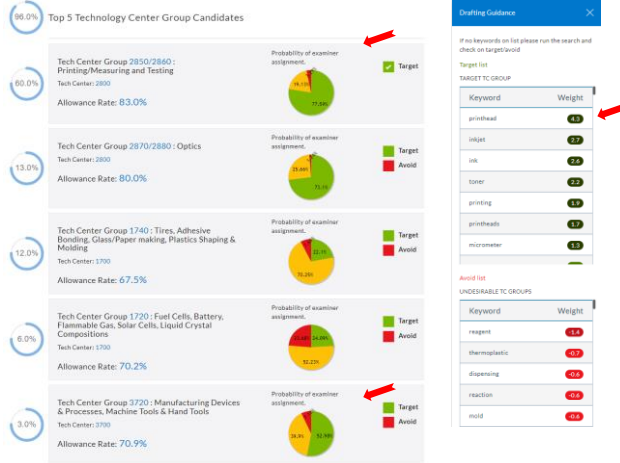 96.0%
Top 5 Technology Center Group Candidates
60.0%
Tech Center Group 2850/2860 :
Printing/Measuring and Testing
Tech Center: 2800
Allowance Rate: 83.0%
Probability of examiner
assignment.
77.64%
Target
13.0%
Tech Center Group 2870/2880 : Optics
Tech Center: 2800
Allowance Rate: 80.0%
Probability of examiner
assignment.
Target
Avoid
12.0%
Tech Center Group 1740 : Tires, Adhesive
Bonding, Glass/Paper making, Plastics Shaping &
Molding
Tech Center: 1700
Allowance Rate: 67.5%
Probability of examiner
assignment.
Target
Avoid
6.0%
Tech Center Group 1720 : Fuel Cells, Battery,
Flammable Gas, Solar Cells, Liquid Crystal
Compositions
Tech Center: 1700
Allowance Rate: 70.2%
Probability of examiner
assignment.
Target
Avoid
3.0%
Tech Center Group 3720 : Manufacturing Devices
& Processes, Machine Tools & Hand Tools
Tech Center: 3700
Allowance Rate: 70.9%
Probability of examiner
assignment.
Target
Avoid
Drafting Guidance
If no keywords on list please run the search and
check on target/avoid
Target list
TARGET TC GROUP
Keyword Weight
printhead 4.3
inkjet 2.7
ink 2.6
toner 2.2
printing 1.9
printheads 1.7
micrometer 1.3
Avoid list
UNDESIRABLE TC GROUPS
Keyword Weight
reagent -1.4
thermoplastic -0.7
dispensing -0.6
reaction -0.6
mold -0.6